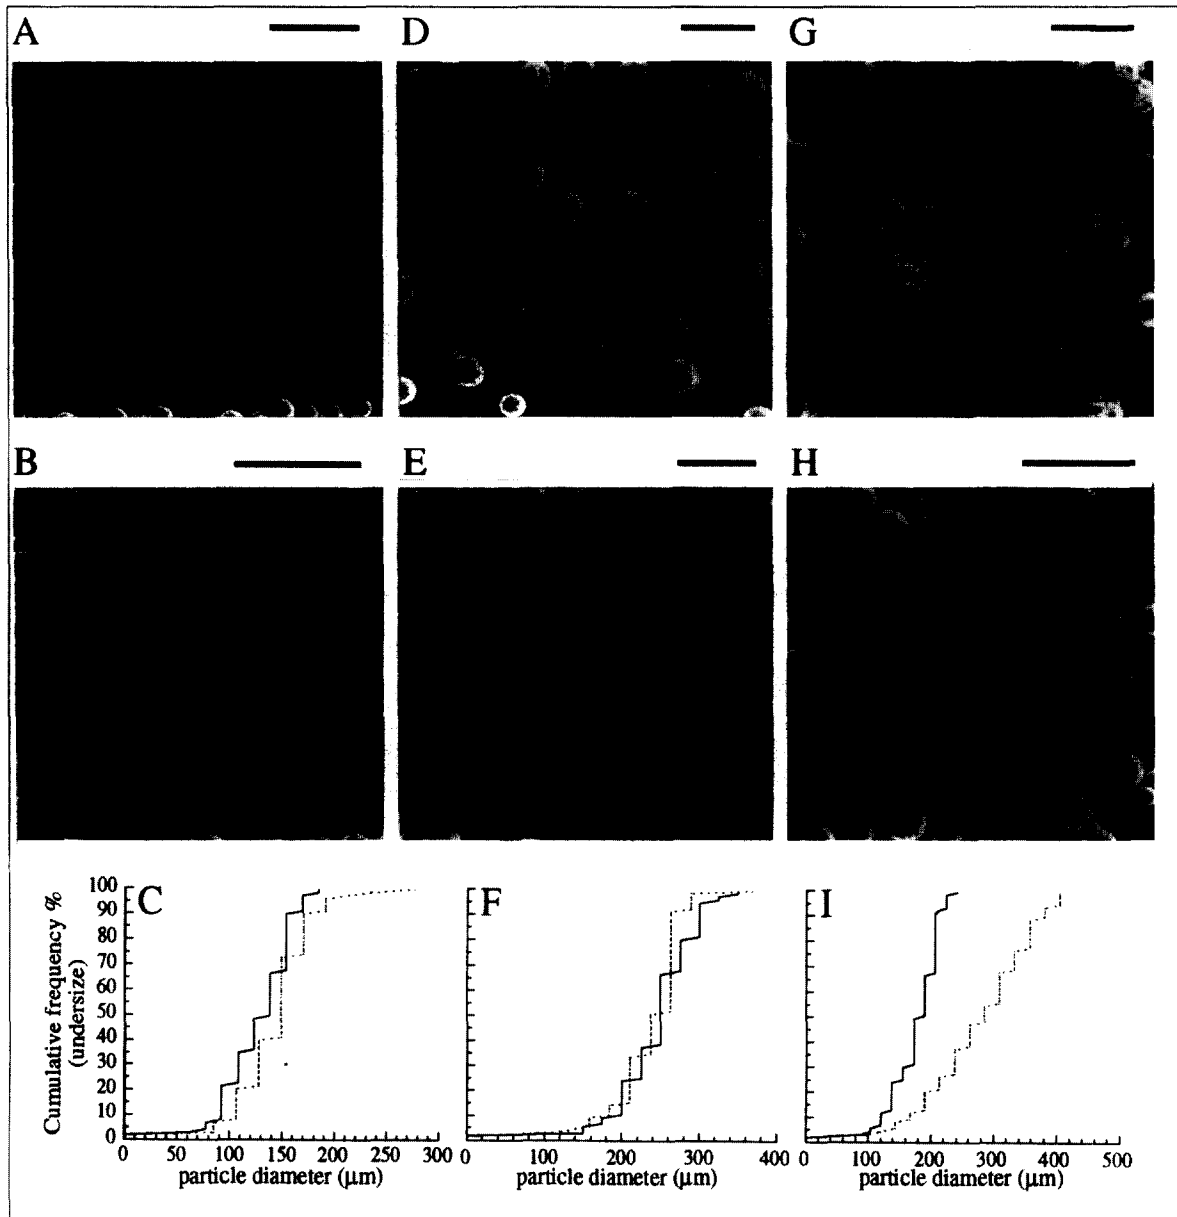 A D G
B E H
C F I
Cumulative frequency %
(undersize)
100
90
80
70
60
50
40
30
20
10
0
0 50 100 150 200 250 300
particle diameter (μm)
0 100 200 300 400
particle diameter (μm)
0 100 200 300 400 500
particle diameter (μm)